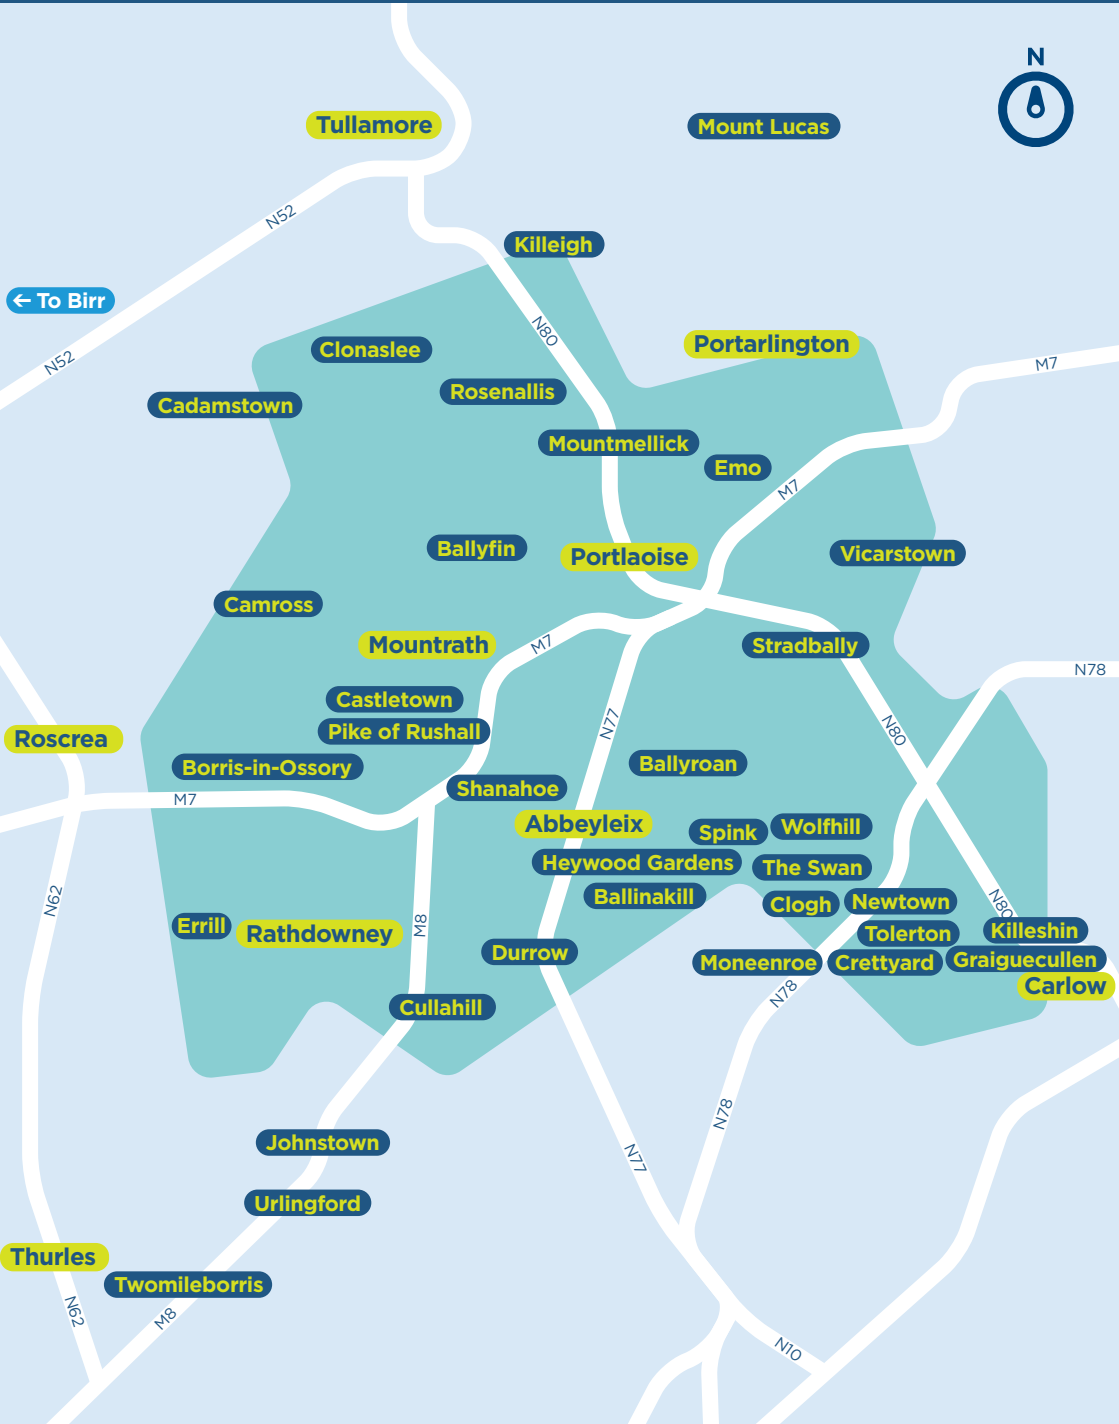 N
Tullamore
Mount Lucas
N52
Killeigh
← To Birr
N80
Clonaslee
Portarlington
N52
M7
Rosenallis
Cadamstown
Mountmellick
Emo
M7
Ballyfin
Portlaoise
Vicarstown
Camross
Mountrath
M7
Stradbally
N78
Castletown
N77
Pike of Rushall
N80
Roscrea
Borris-in-Ossory
Ballyroan
M7
Shanahoe
Abbeyleix
Spink
Wolfhill
Heywood Gardens
The Swan
N62
Ballinakill
Clogh
Newtown
N80
Errill
Rathdowney
M8
Tolerton
Killeshin
Durrow
Moneenroe
Crettyard
Graiguecullen
Carlow
N78
Cullahill
N78
Johnstown
N77
Urlingford
Thurles
Twomileborris
N62
M8
N10